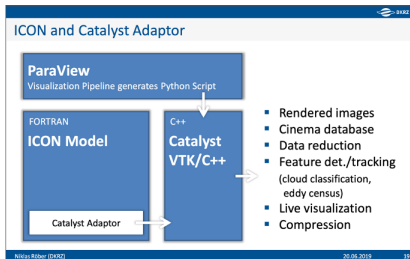 DKRZ
ICON and Catalyst Adaptor
ParaView
Visualization Pipeline generates Python Script
FORTRAN
ICON Model
Catalyst Adaptor
C++
Catalyst
VTK/C++
Rendered images
Cinema database
Data reduction
Feature det./tracking
(cloud classification,
eddy census)
Live visualization
Compression
Niklas Röber (DKRZ)
20.06.2019
19